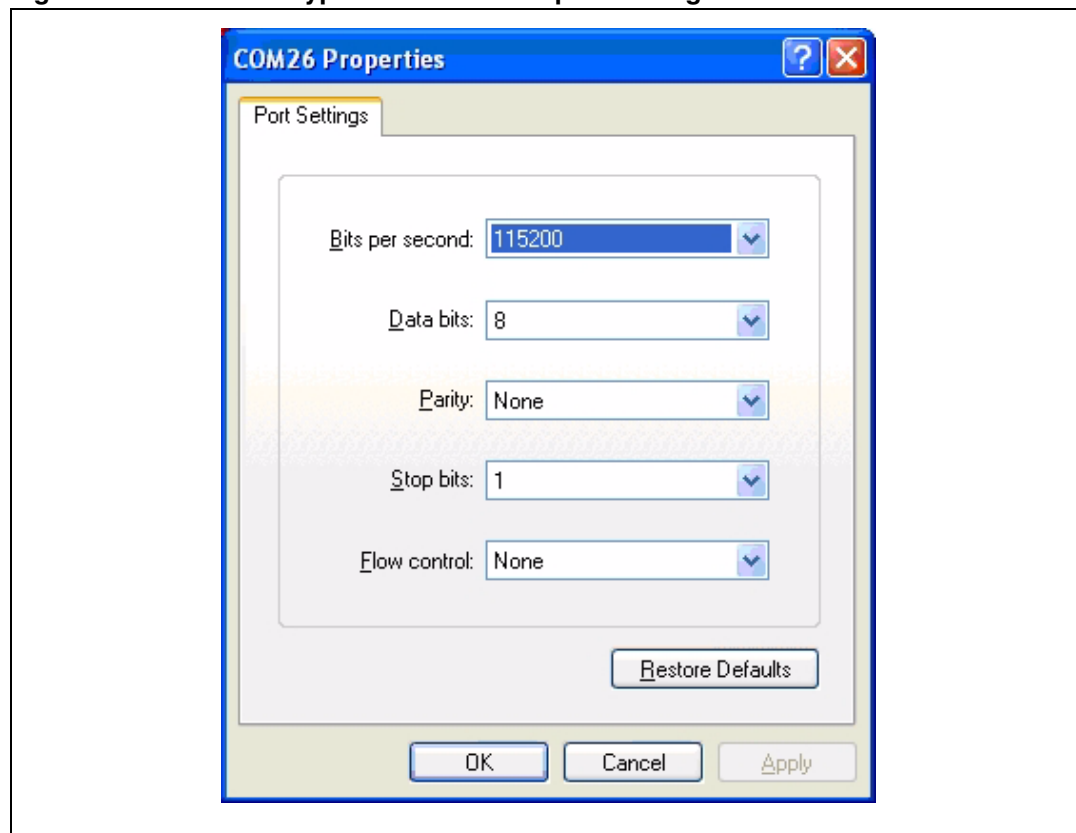 COM26 Properties
Port Settings
Bits per second: 115200
Data bits: 8
Parity: None
Stop bits: 1
Flow control: None
Restore Defaults
OK Cancel Apply